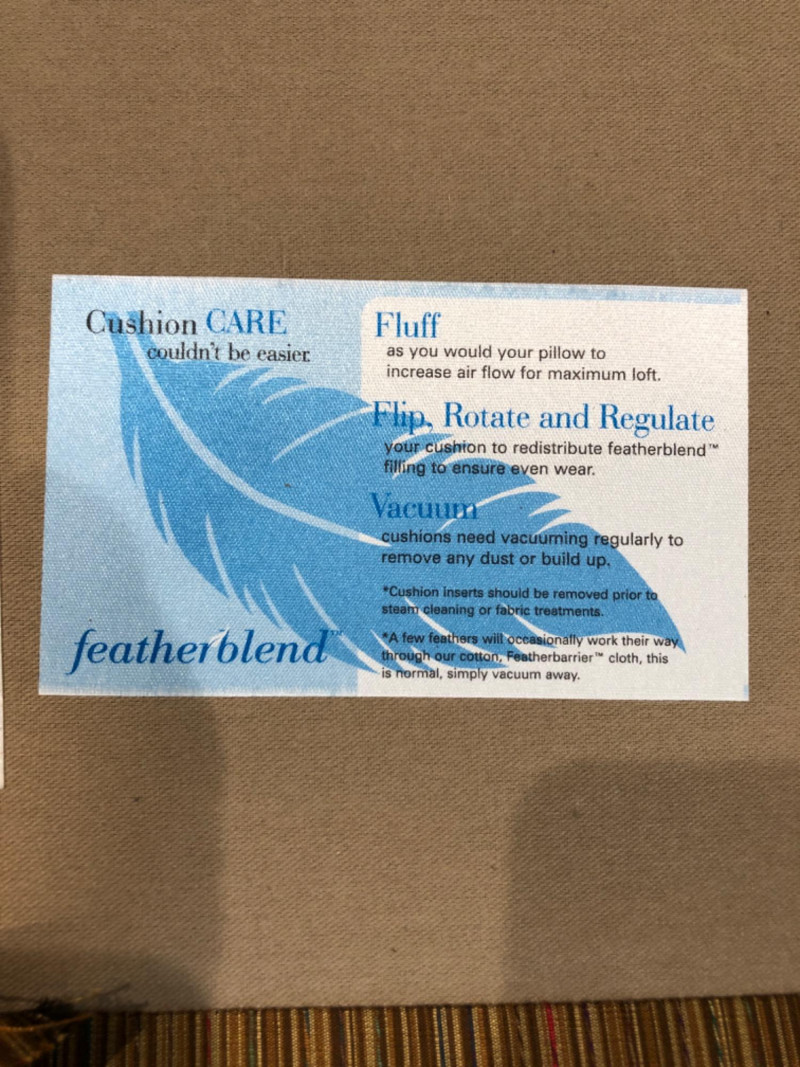 Cushion CARE
couldn't be easier.
Fluff
as you would your pillow to
increase air flow for maximum loft.
Flip, Rotate and Regulate
your cushion to redistribute featherblend™
filling to ensure even wear.
Vacuum
cushions need vacuuming regularly to
remove any dust or build up.
*Cushion inserts should be removed prior to
steam cleaning or fabric treatments.
*A few feathers will occasionally work their way
through our cotton, Featherbarrier™ cloth, this
is normal, simply vacuum away.
featherblend™